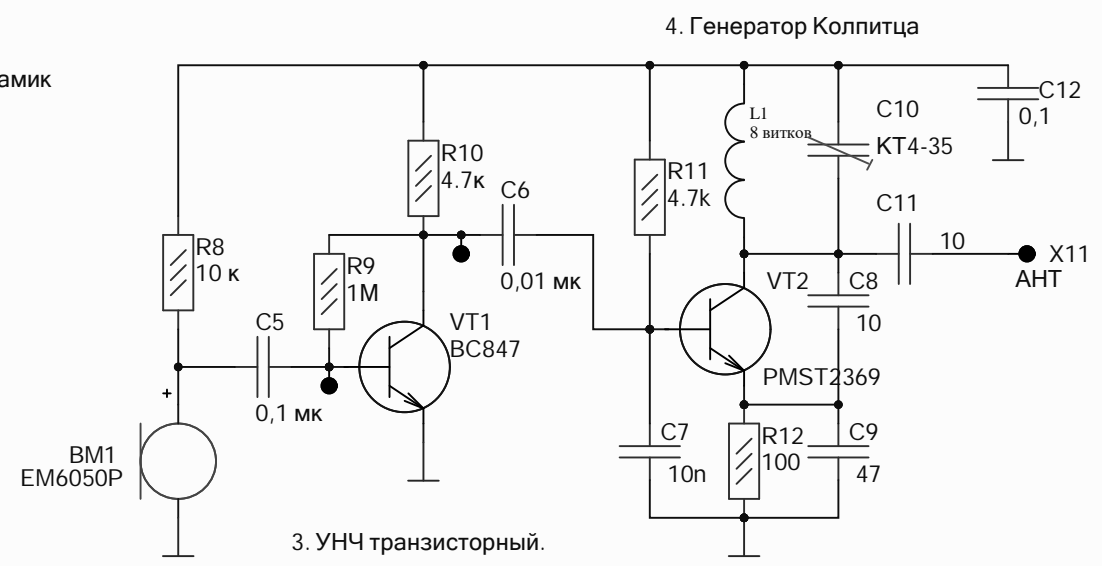 4. Генератор Колпитца
амик
C12
0,1
C10
КТ4-35
L1
8 витков
R10
4.7к
R11
4.7k
C6
0,01 мк
C11
10
X11
АНТ
R8
10 к
R9
1М
C5
0,1 мк
VT1
BC847
VT2
PMST2369
C8
10
+
BM1
EM6050P
C7
10n
R12
100
C9
47
3. УНЧ транзисторный.